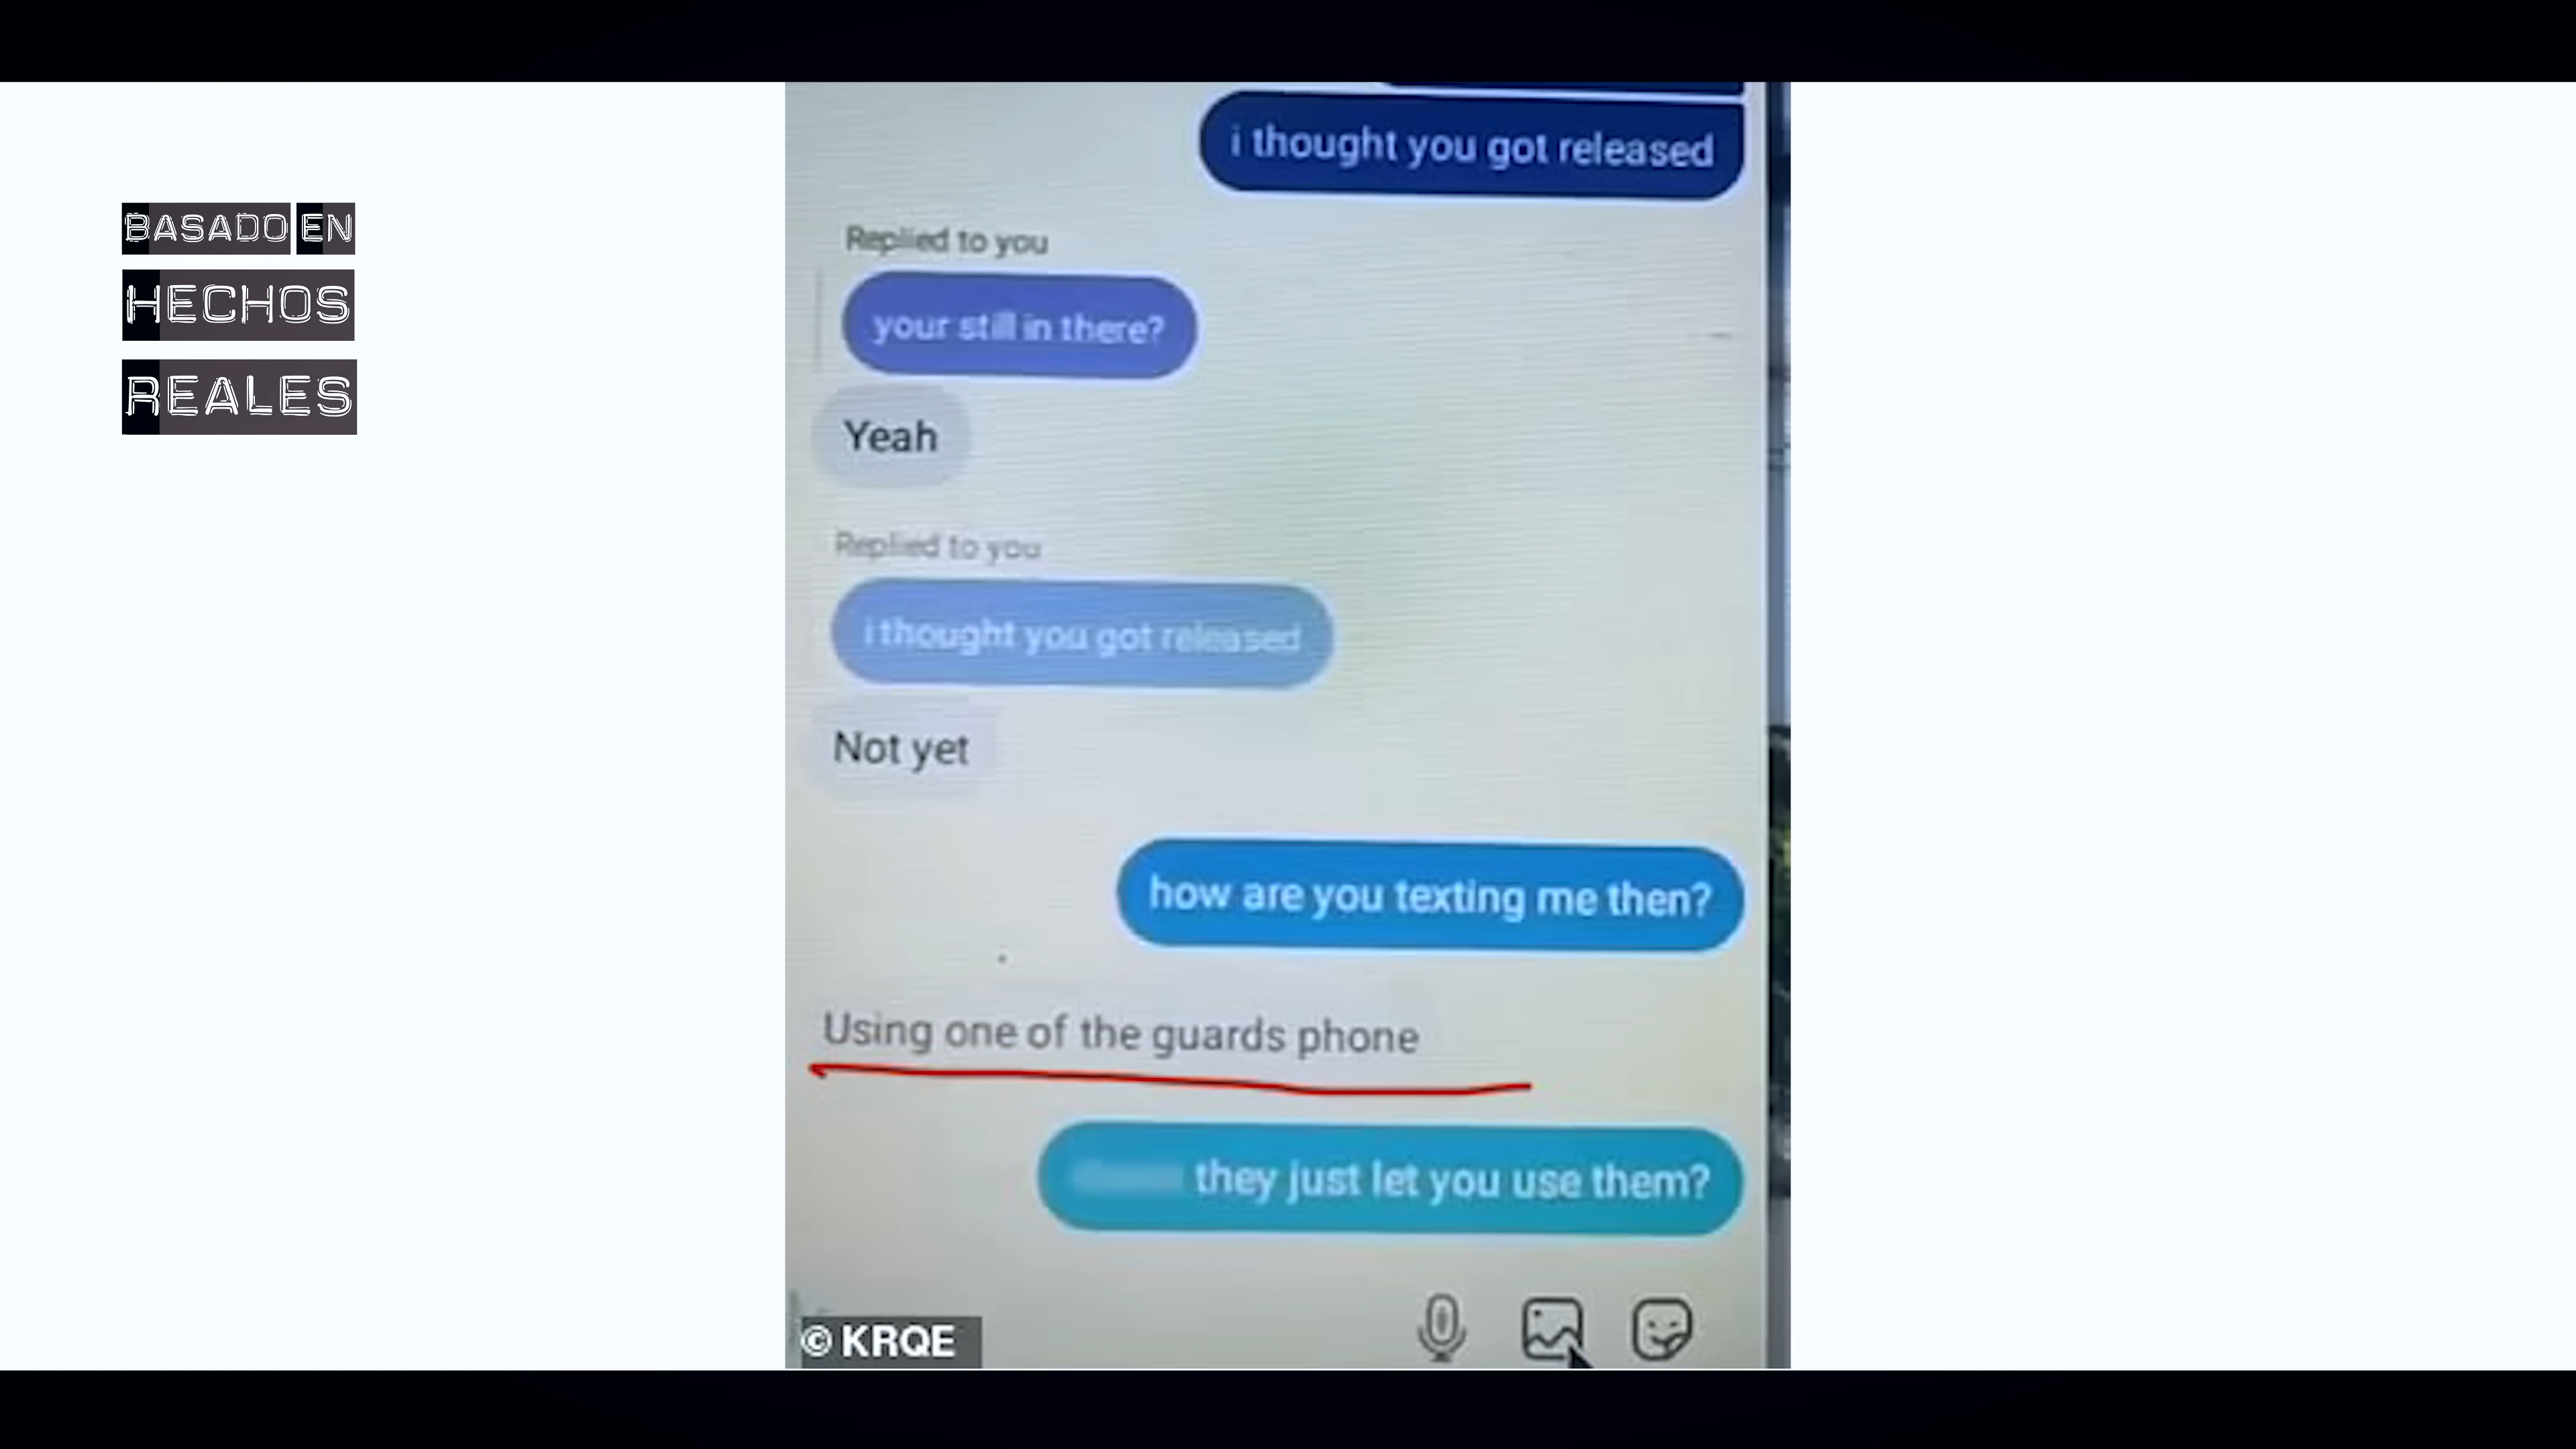 BASADO EN
HECHOS
REALES
i thought you got released
Replied to you
your still in there?
Yeah
Replied to you
i thought you got released
Not yet
how are you texting me then?
Using one of the guards phone
they just let you use them?
© KRQE